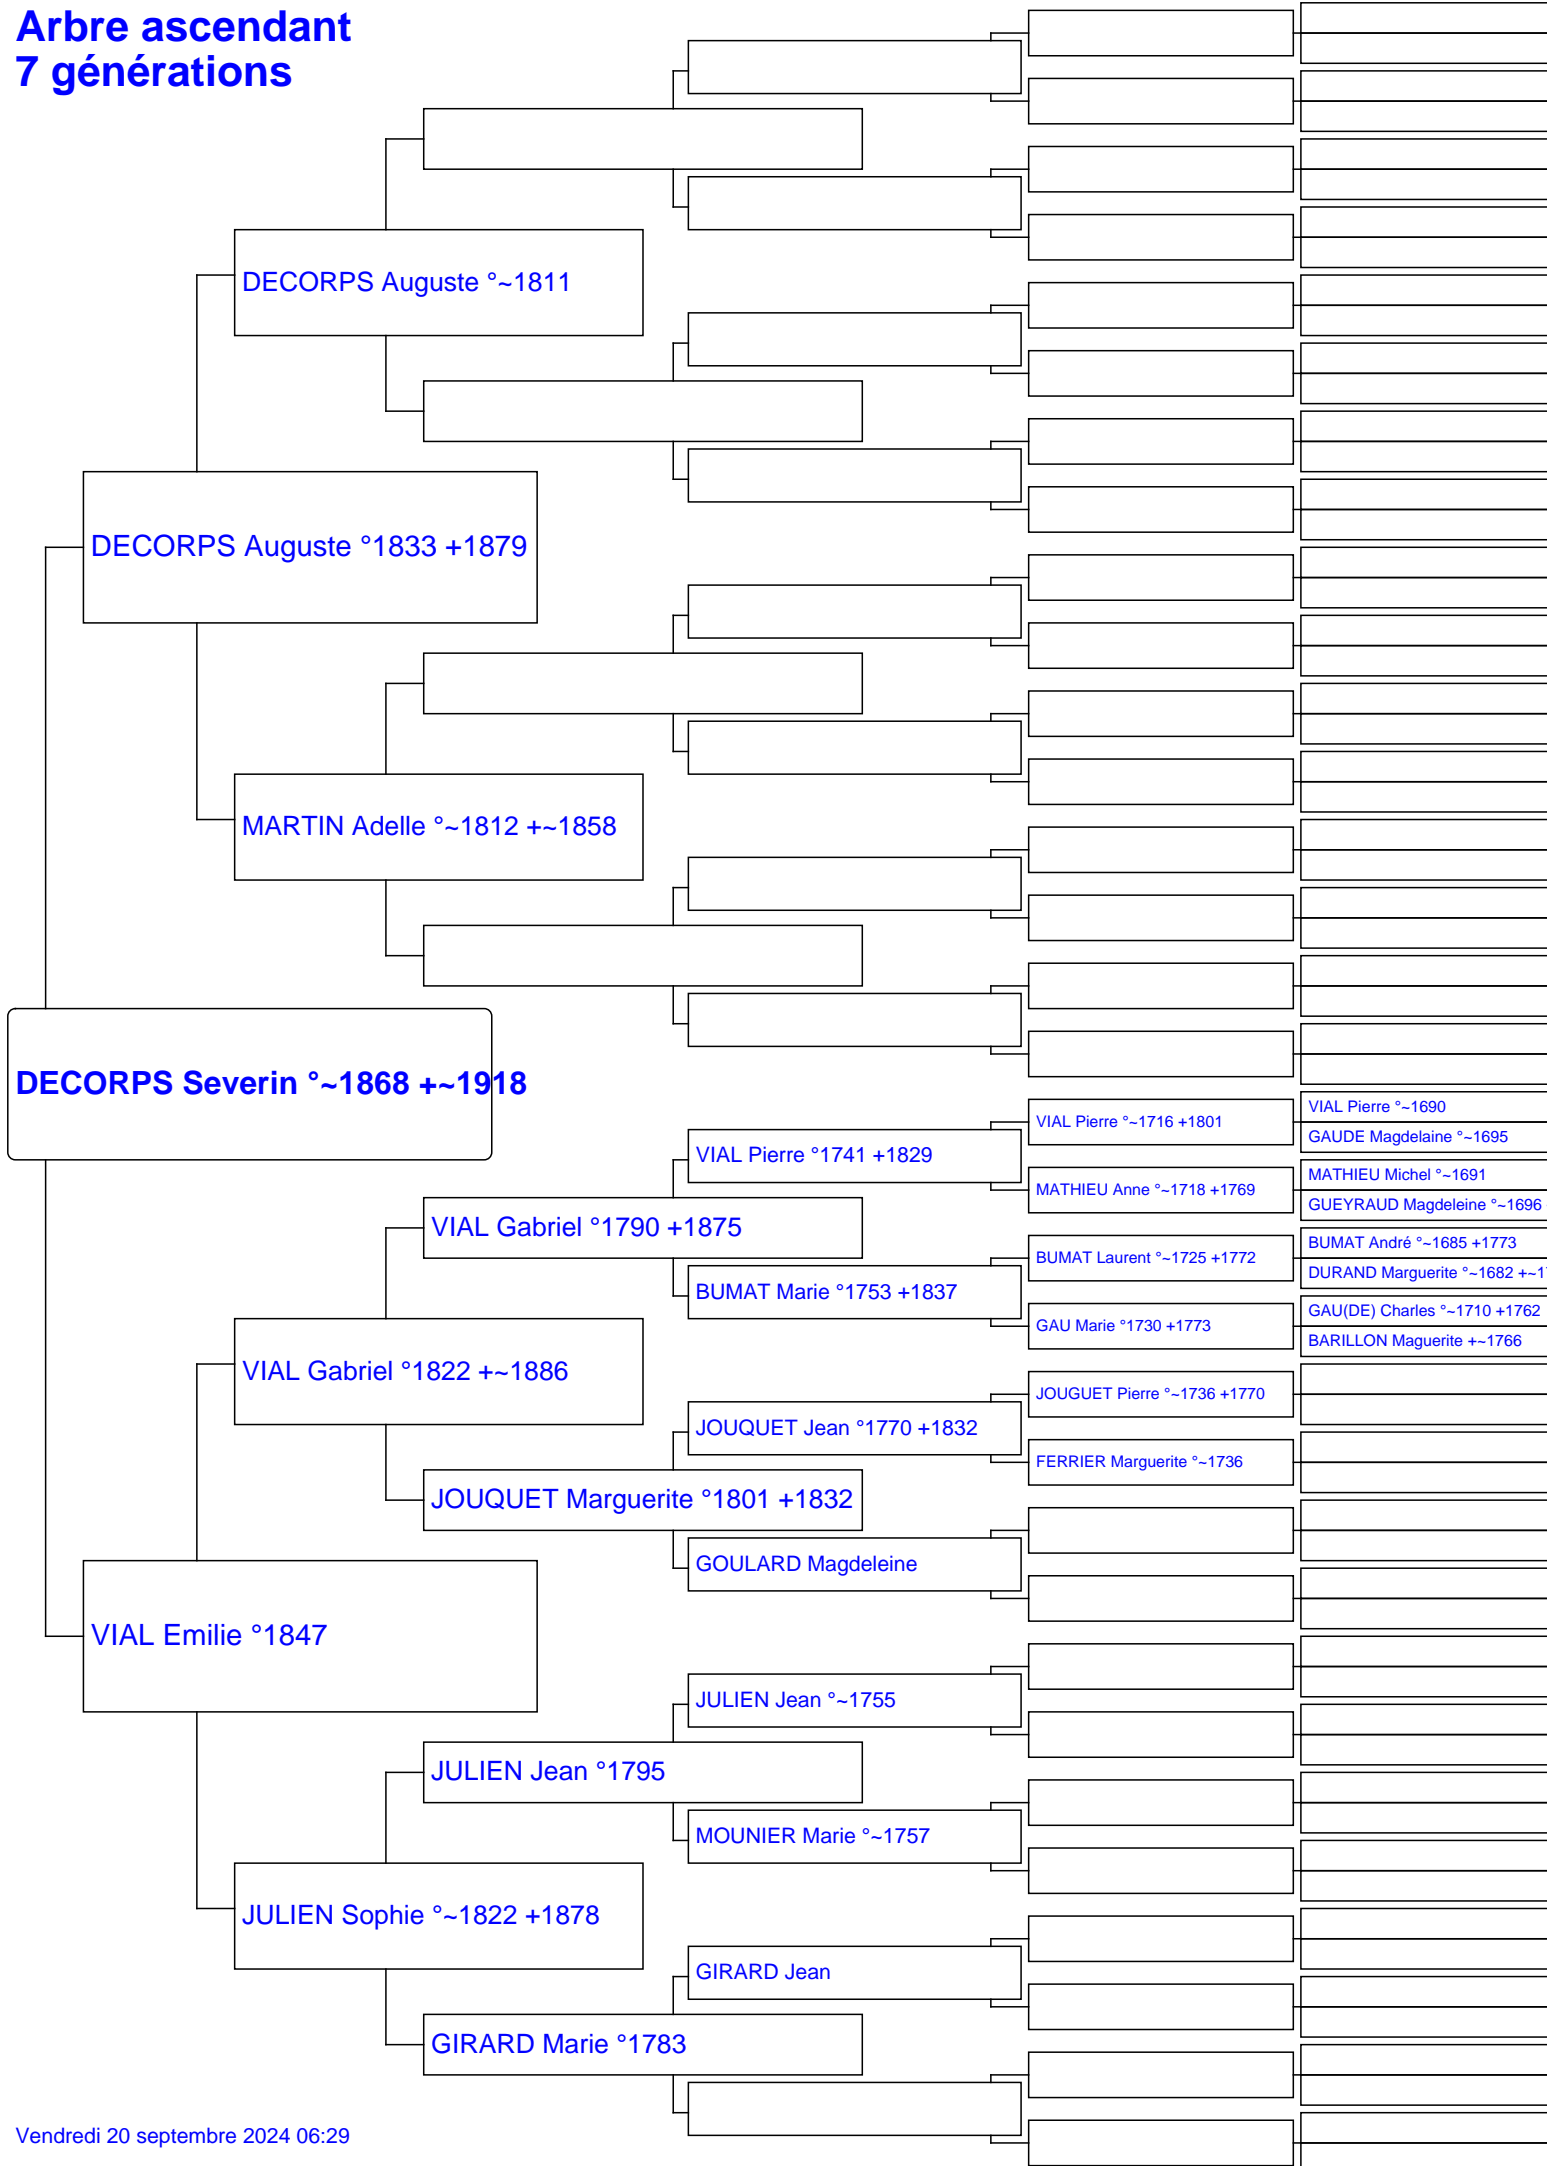 Arbre ascendant
7 générations
DECORPS Auguste °~1811
DECORPS Auguste °1833 +1879
MARTIN Adelle °~1812 +~1858
DECORPS Severin °~1868 +~1918
VIAL Pierre °~1690
VIAL Pierre °~1716 +1801
GAUDE Magdelaine °~1695
VIAL Pierre °1741 +1829
MATHIEU Michel °~1691
MATHIEU Anne °~1718 +1769
GUEYRAUD Magdeleine °~1696
VIAL Gabriel °1790 +1875
BUMAT André °~1685 +1773
BUMAT Laurent °~1725 +1772
DURAND Marguerite °~1682 +~1
BUMAT Marie °1753 +1837
GAU(DE) Charles °~1710 +1762
GAU Marie °1730 +1773
BARILLON Maguerite +~1766
VIAL Gabriel °1822 +~1886
JOUGUET Pierre °~1736 +1770
JOUQUET Jean °1770 +1832
FERRIER Marguerite °~1736
JOUQUET Marguerite °1801 +1832
GOULARD Magdeleine
VIAL Emilie °1847
JULIEN Jean °~1755
JULIEN Jean °1795
MOUNIER Marie °~1757
JULIEN Sophie °~1822 +1878
GIRARD Jean
GIRARD Marie °1783
Vendredi 20 septembre 2024 06:29